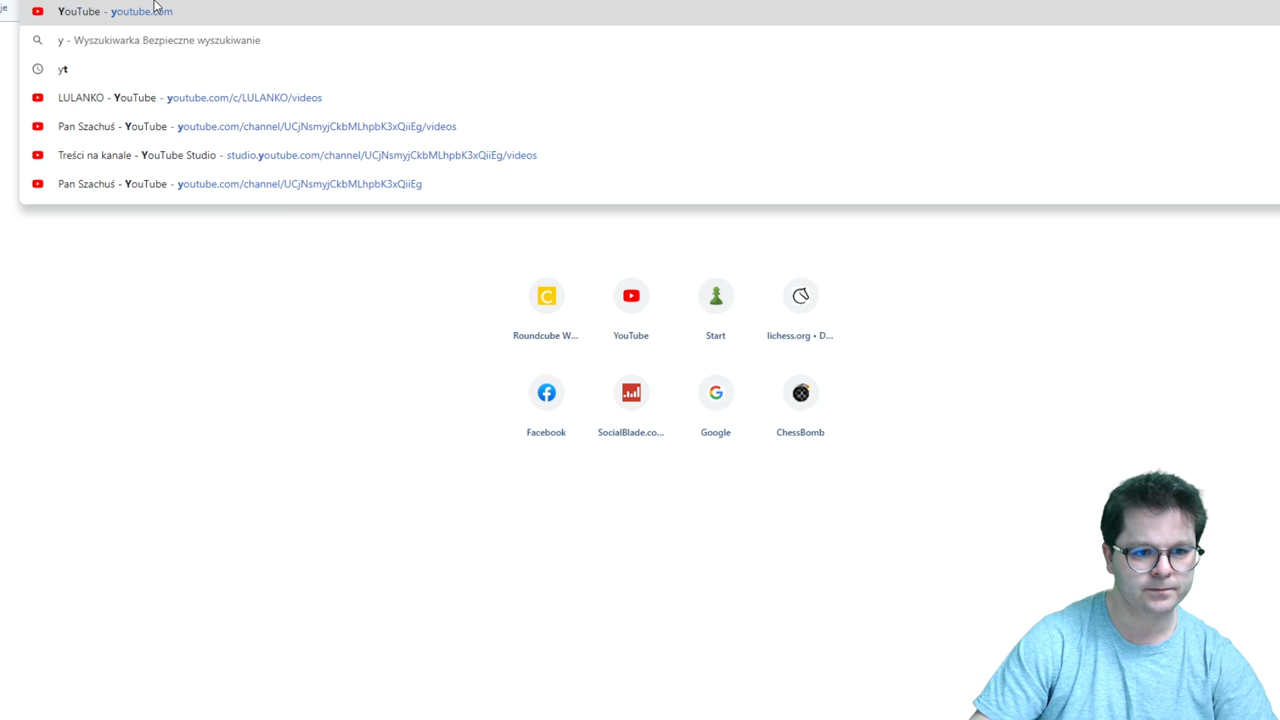 je
YouTube - youtube.com
y - Wyszukiwarka Bezpieczne wyszukiwanie
yt
LULANKO - YouTube - youtube.com/c/LULANKO/videos
Pan Szachuś - YouTube - youtube.com/channel/UCjNsmyjCkbMLhpbK3xQiiEg/videos
Treści na kanale - YouTube Studio - studio.youtube.com/channel/UCjNsmyjCkbMLhpbK3xQiiEg/videos
Pan Szachuś - YouTube - youtube.com/channel/UCjNsmyjCkbMLhpbK3xQiiEg
Roundcube W... YouTube Start lichess.org • D...
Facebook SocialBlade.co... Google ChessBomb